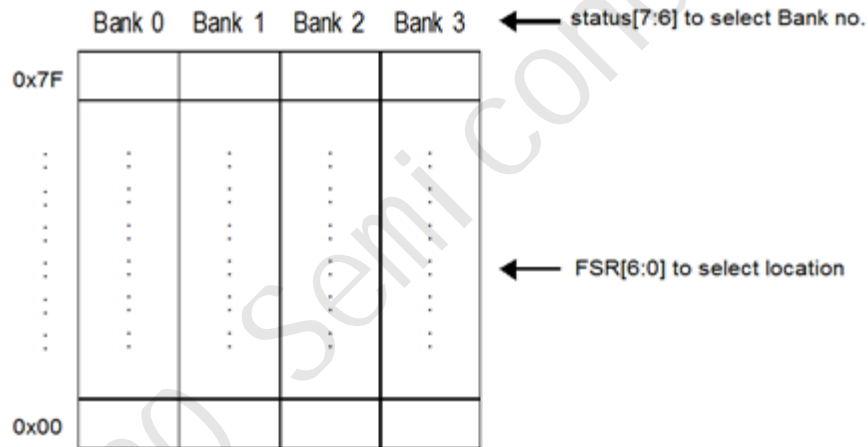 Bank 0 Bank 1 Bank 2 Bank 3 status[7:6] to select Bank no.
0x7F
FSR[6:0] to select location
0x00